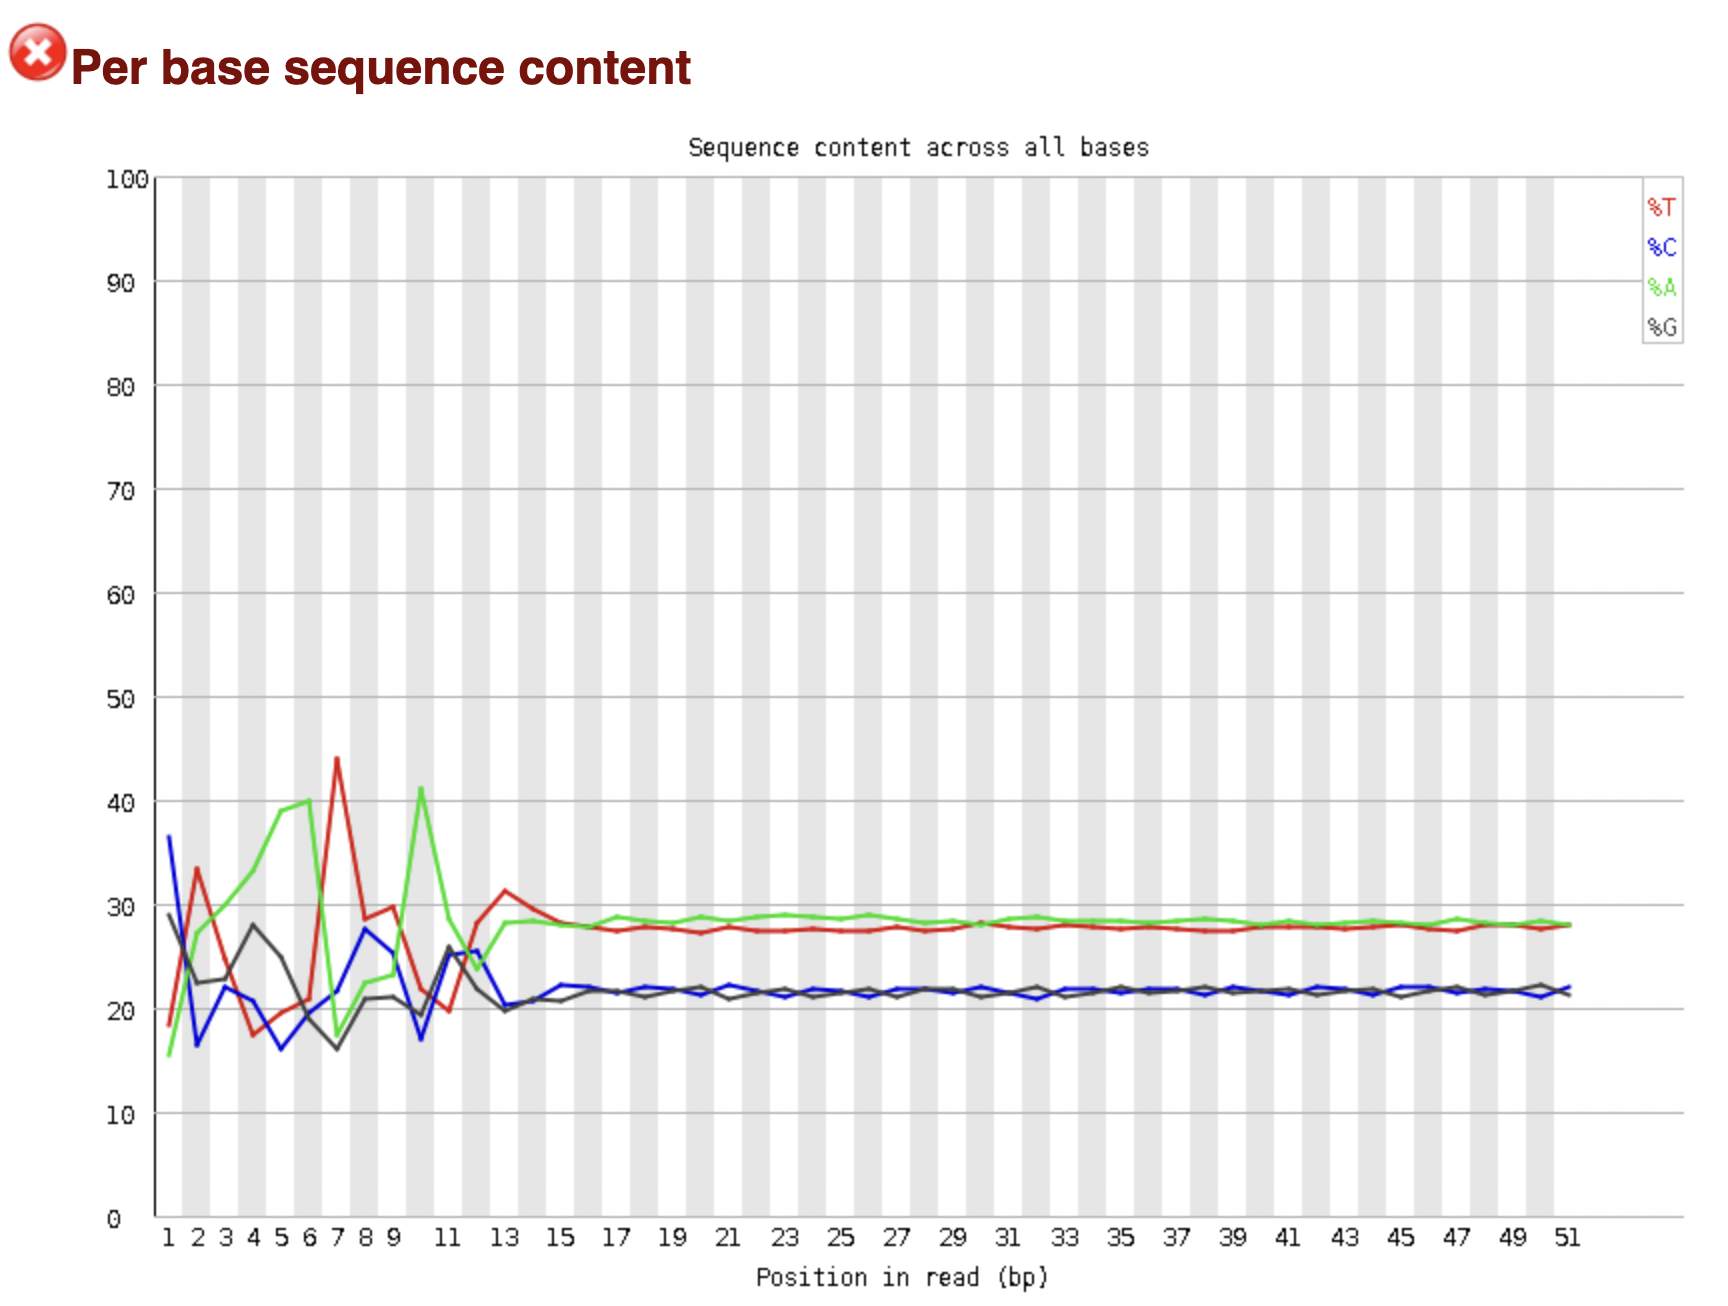 Per base sequence content
Sequence content across all bases
100
%T
%C
%A
%G
90
80
70
60
50
40
30
20
10
0
1 2 3 4 5 6 7 8 9 11 13 15 17 19 21 23 25 27 29 31 33 35 37 39 41 43 45 47 49 51
Position in read (bp)